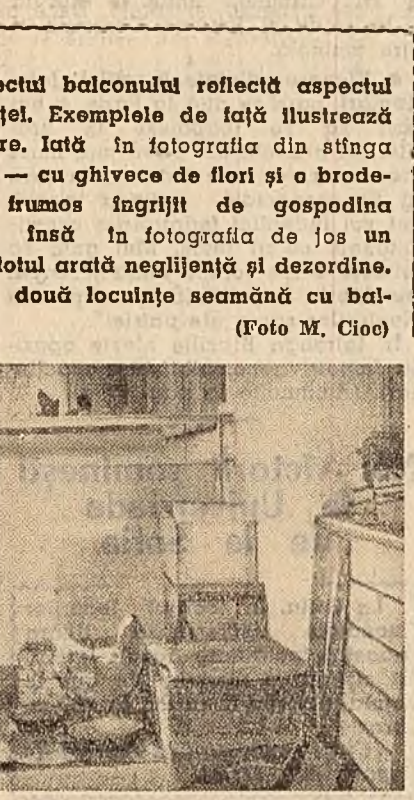 ectul balconului reflectă aspectul
ței. Exemplele de față ilustrează
re. Iată în fotografia din stînga
— cu ghivece de flori și o brode-
frumos îngrijit de gospodina
însă în fotografia de jos un
totul arată neglijență și dezordine.
două locuințe seamănă cu bal-
(Foto M. Cioc)